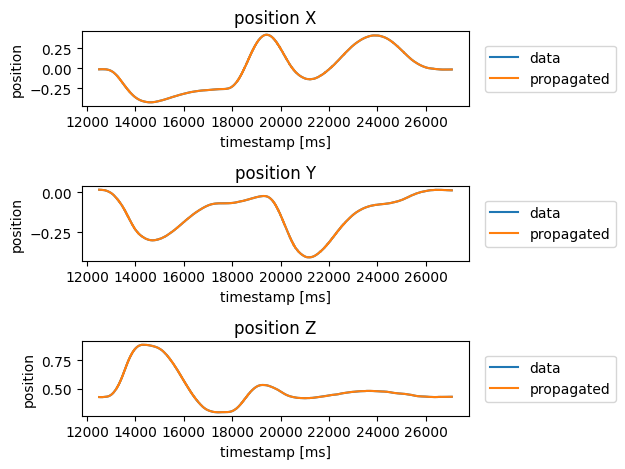 position X
position
0.25
0.00
−0.25
12000 14000 16000 18000 20000 22000 24000 26000
timestamp [ms]
data
propagated
position Y
position
0.00
−0.25
12000 14000 16000 18000 20000 22000 24000 26000
timestamp [ms]
data
propagated
position Z
position
0.75
0.50
12000 14000 16000 18000 20000 22000 24000 26000
timestamp [ms]
data
propagated